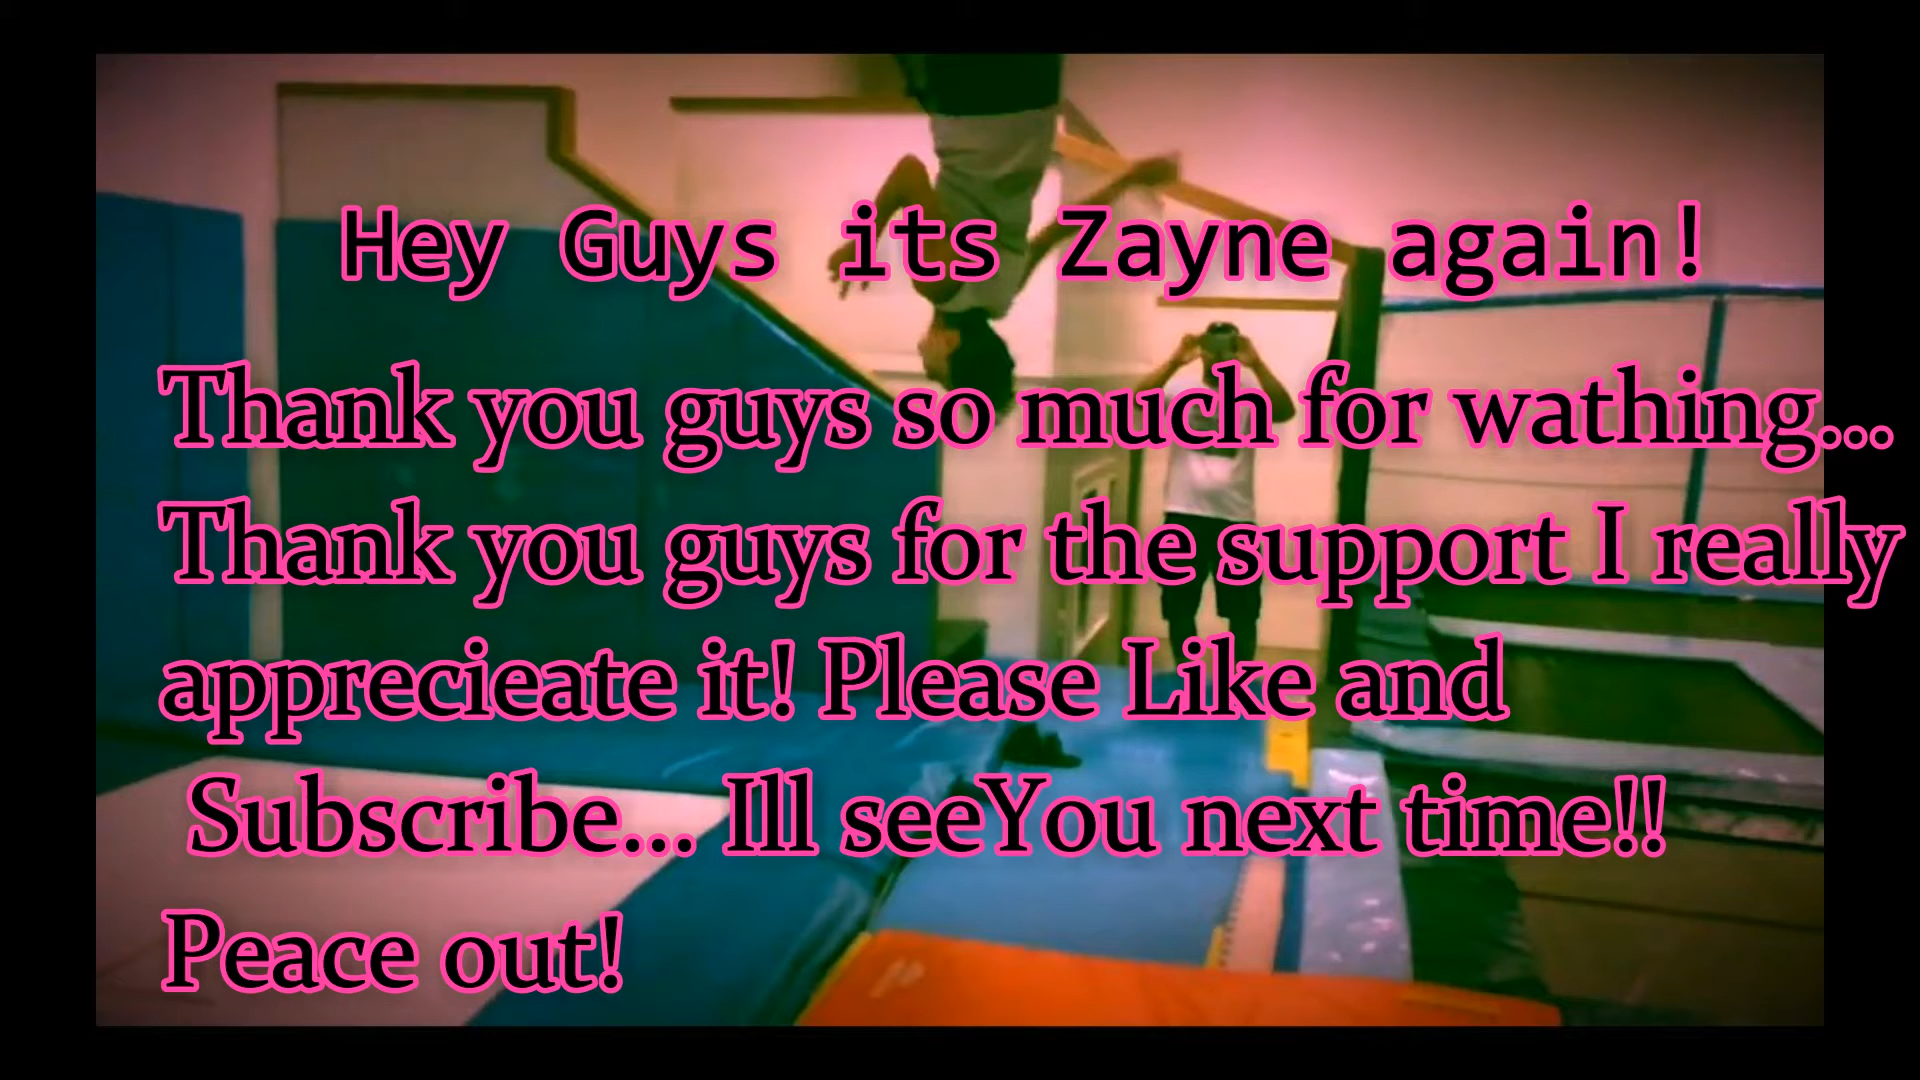 Hey Guys its Zayne again!
Thank you guys so much for wathing...
Thank you guys for the support I really
apprecieate it! Please Like and
Subscribe... Ill seeYou next time!!
Peace out!